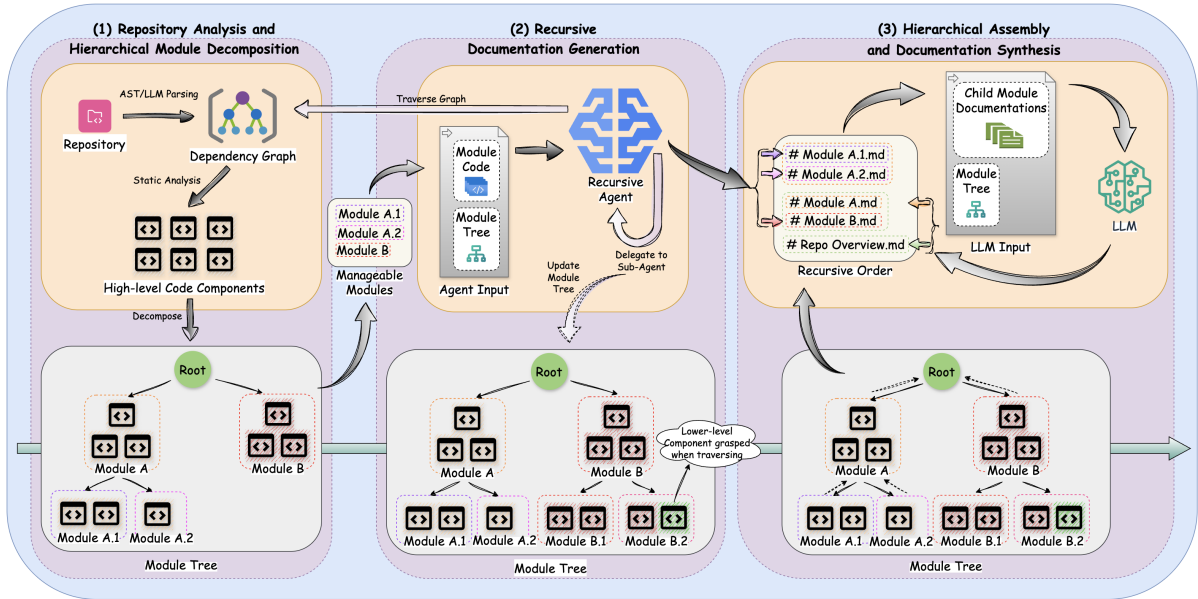 (1) Repository Analysis and
Hierarchical Module Decomposition
AST/LLM Parsing
Repository
Dependency Graph
Static Analysis
High-level Code Components
Decompose
Root
Module A
Module B
Module A.1
Module A.2
Module Tree
Module A.1
Module A.2
Module B
Manageable
Modules
(2) Recursive
Documentation Generation
Traverse Graph
Module
Code
Module
Tree
Agent Input
Recursive
Agent
Delegate to
Sub-Agent
Update
Module
Tree
Root
Module A
Module B
Lower-level
Component grasped
when traversing
Module A.1
Module A.2
Module B.1
Module B.2
Module Tree
(3) Hierarchical Assembly
and Documentation Synthesis
# Module A.1.md
# Module A.2.md
# Module A.md
# Module B.md
# Repo Overview.md
Recursive Order
Child Module
Documentations
Module
Tree
LLM Input
LLM
Root
Module A
Module B
Module A.1
Module A.2
Module B.1
Module B.2
Module Tree